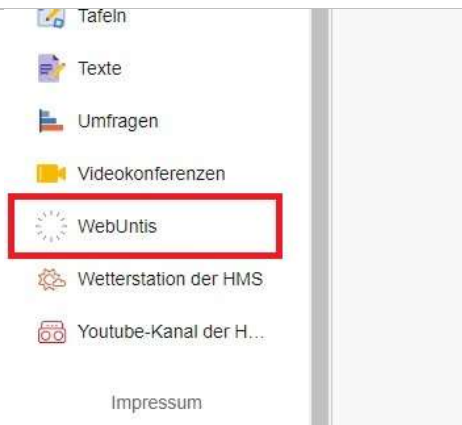 Tafeln
Texte
Umfragen
Videokonferenzen
WebUntis
Wetterstation der HMS
Youtube-Kanal der H...
Impressum